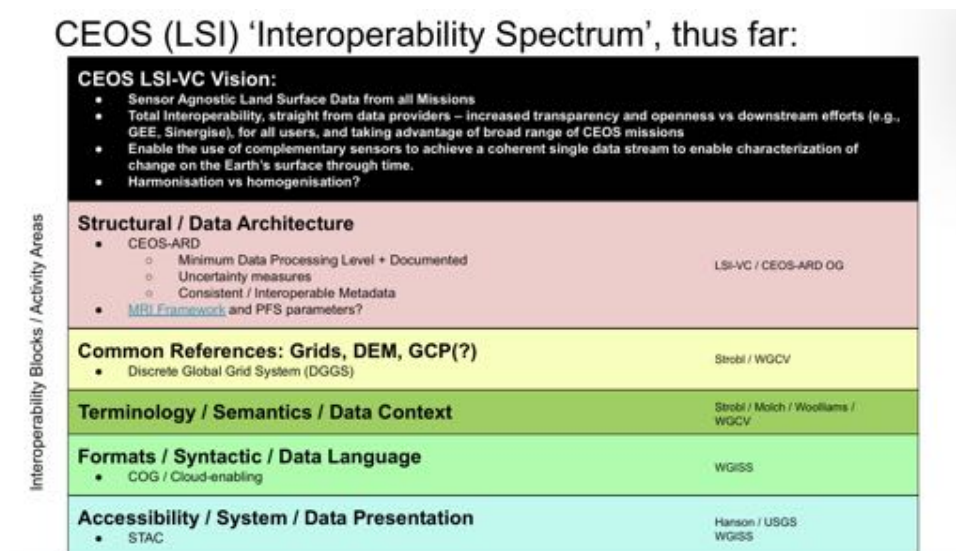 CEOS (LSI) ‘Interoperability Spectrum’, thus far:
CEOS LSI-VC Vision:
● Sensor Agnostic Land Surface Data from all Missions
● Total Interoperability, straight from data providers – increased transparency and openness vs downstream efforts (e.g.,
GEE, Sinergise), for all users, and taking advantage of broad range of CEOS missions
● Enable the use of complementary sensors to achieve a coherent single data stream to enable characterization of
change on the Earth's surface through time.
● Harmonisation vs homogenisation?
Interoperability Blocks / Activity Areas
Structural / Data Architecture
● CEOS-ARD
○ Minimum Data Processing Level + Documented
○ Uncertainty measures
○ Consistent / Interoperable Metadata
● MRI Framework and PFS parameters?
LSI-VC / CEOS-ARD OG
Common References: Grids, DEM, GCP(?)
● Discrete Global Grid System (DGGS)
Strobl / WGCV
Terminology / Semantics / Data Context
Strobl / Molch / Woolliams /
WGCV
Formats / Syntactic / Data Language
● COG / Cloud-enabling
WGISS
Accessibility / System / Data Presentation
● STAC
Hanson / USGS
WGISS